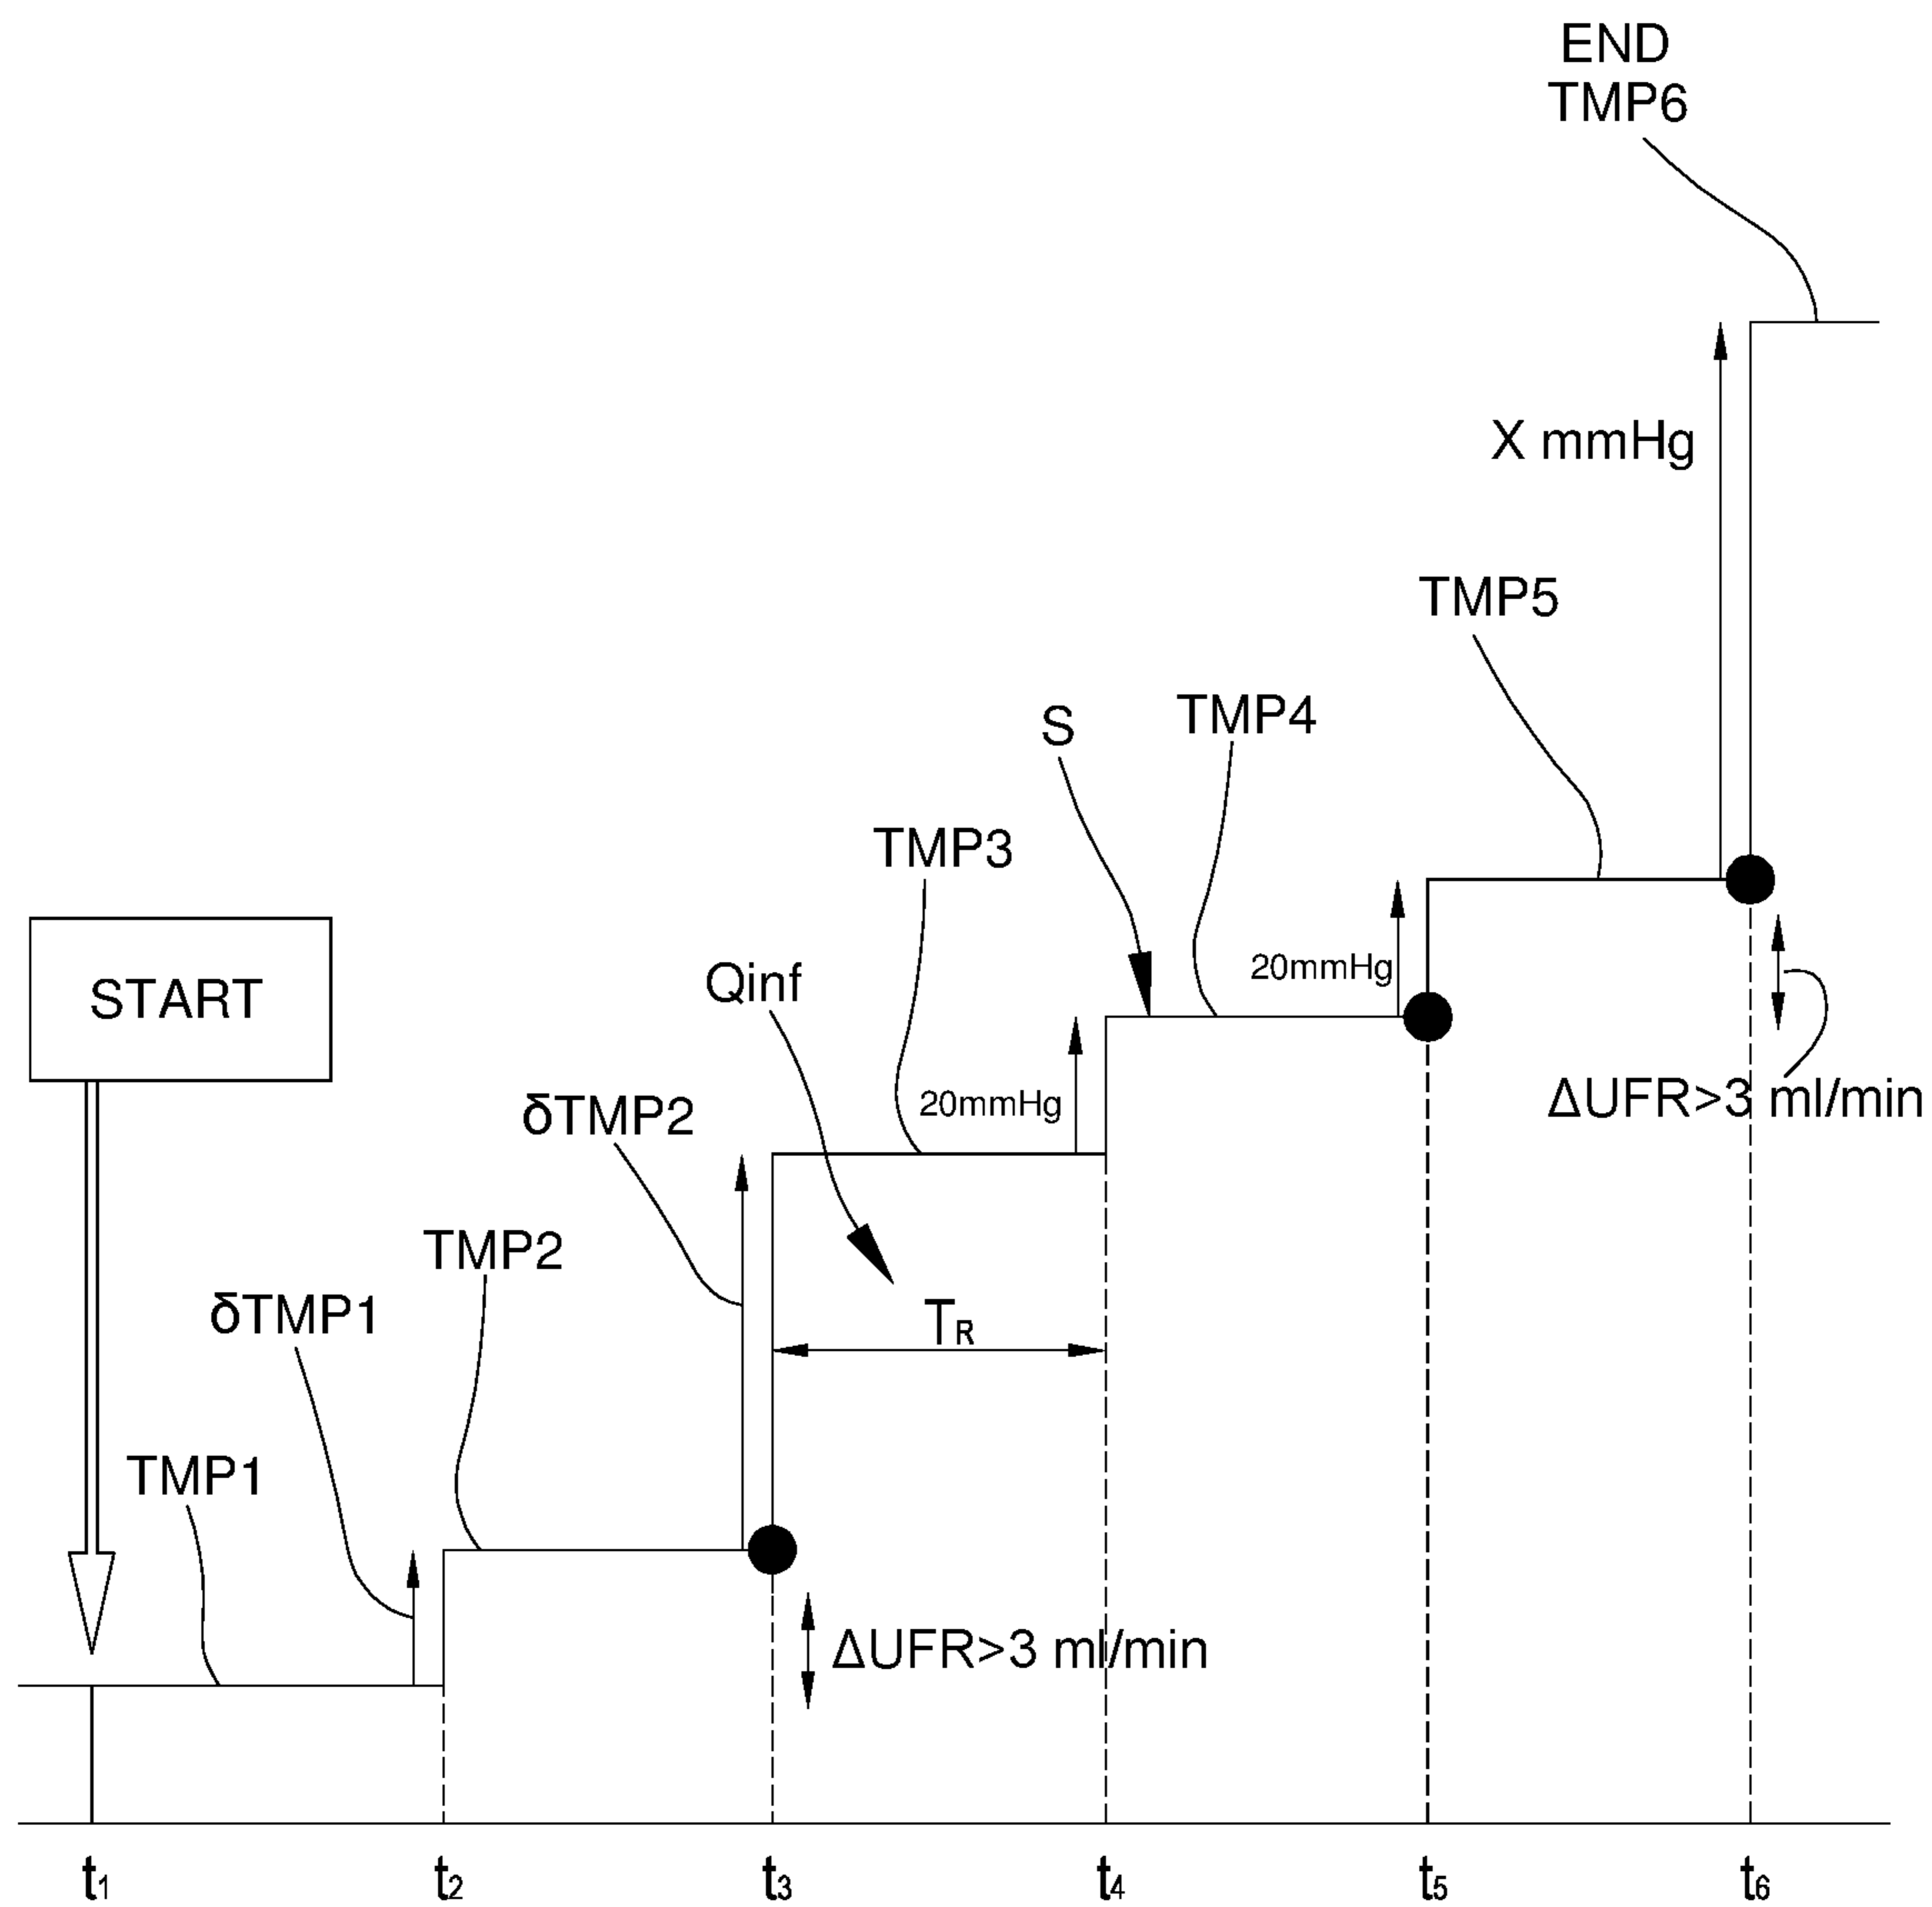 END
TMP6
X mmHg
TMP5
S
TMP4
TMP3
20mmHg
Qinf
START
20mmHg
ΔUFR>3 ml/min
δTMP2
TMP2
δTMP1
TR
TMP1
ΔUFR>3 ml/min
t1 t2 t3 t4 t5 t6